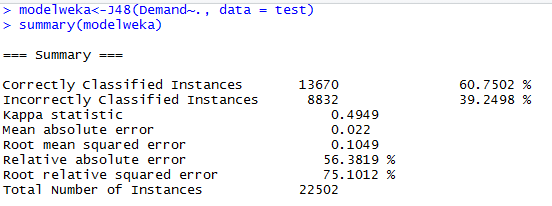 > modelweka<-J48(Demand~., data = test)
> summary(modelweka)
=== Summary ===
Correctly Classified Instances 13670 60.7502 %
Incorrectly Classified Instances 8832 39.2498 %
Kappa statistic 0.4949
Mean absolute error 0.022
Root mean squared error 0.1049
Relative absolute error 56.3819 %
Root relative squared error 75.1012 %
Total Number of Instances 22502